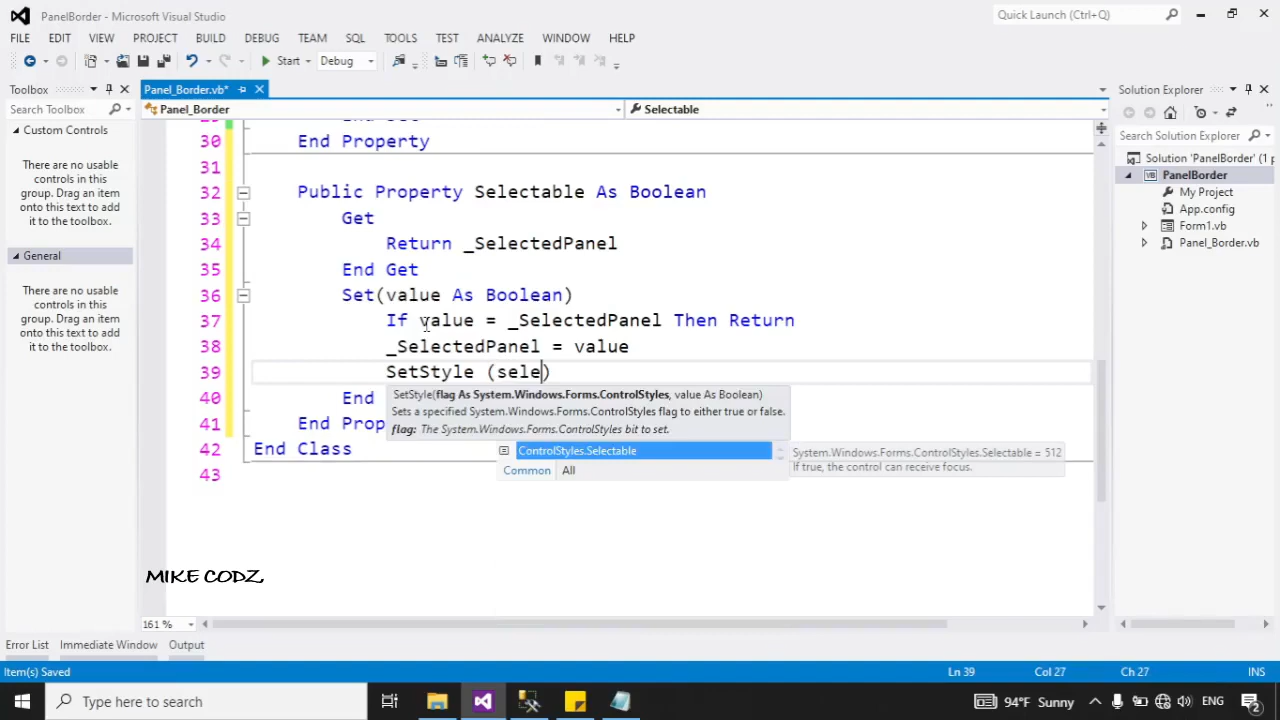 PanelBorder - Microsoft Visual Studio
Quick Launch (Ctrl+Q)
FILE EDIT VIEW PROJECT BUILD DEBUG TEAM SQL TOOLS TEST ANALYZE WINDOW HELP
Start Debug
Toolbox
Panel_Border.vb*
Solution Explorer
Search Toolbox
Panel_Border
Selectable
Custom Controls
There are no usable
controls in this
group. Drag an item
onto this text to add
it to the toolbox.
General
There are no usable
controls in this
group. Drag an item
onto this text to add
it to the toolbox.
30 End Property
31
32 Public Property Selectable As Boolean
33 Get
34 Return _SelectedPanel
35 End Get
36 Set(value As Boolean)
37 If value = _SelectedPanel Then Return
38 _SelectedPanel = value
39 SetStyle (sele)
40 End
41 End Prop
42 End Class
43
SetStyle(flag As System.Windows.Forms.ControlStyles, value As Boolean)
Sets a specified System.Windows.Forms.ControlStyles flag to either true or false.
flag: The System.Windows.Forms.ControlStyles bit to set.
ControlStyles.Selectable
Common All
System.Windows.Forms.ControlStyles.Selectable = 512
If true, the control can receive focus.
Search Solution Explorer
Solution 'PanelBorder' (1 p
PanelBorder
My Project
App.config
Form1.vb
Panel_Border.vb
MIKE CODZ,
161 %
Error List Immediate Window Output
Item(s) Saved
Ln 39 Col 27 Ch 27 INS
Type here to search
94°F Sunny
ENG
2